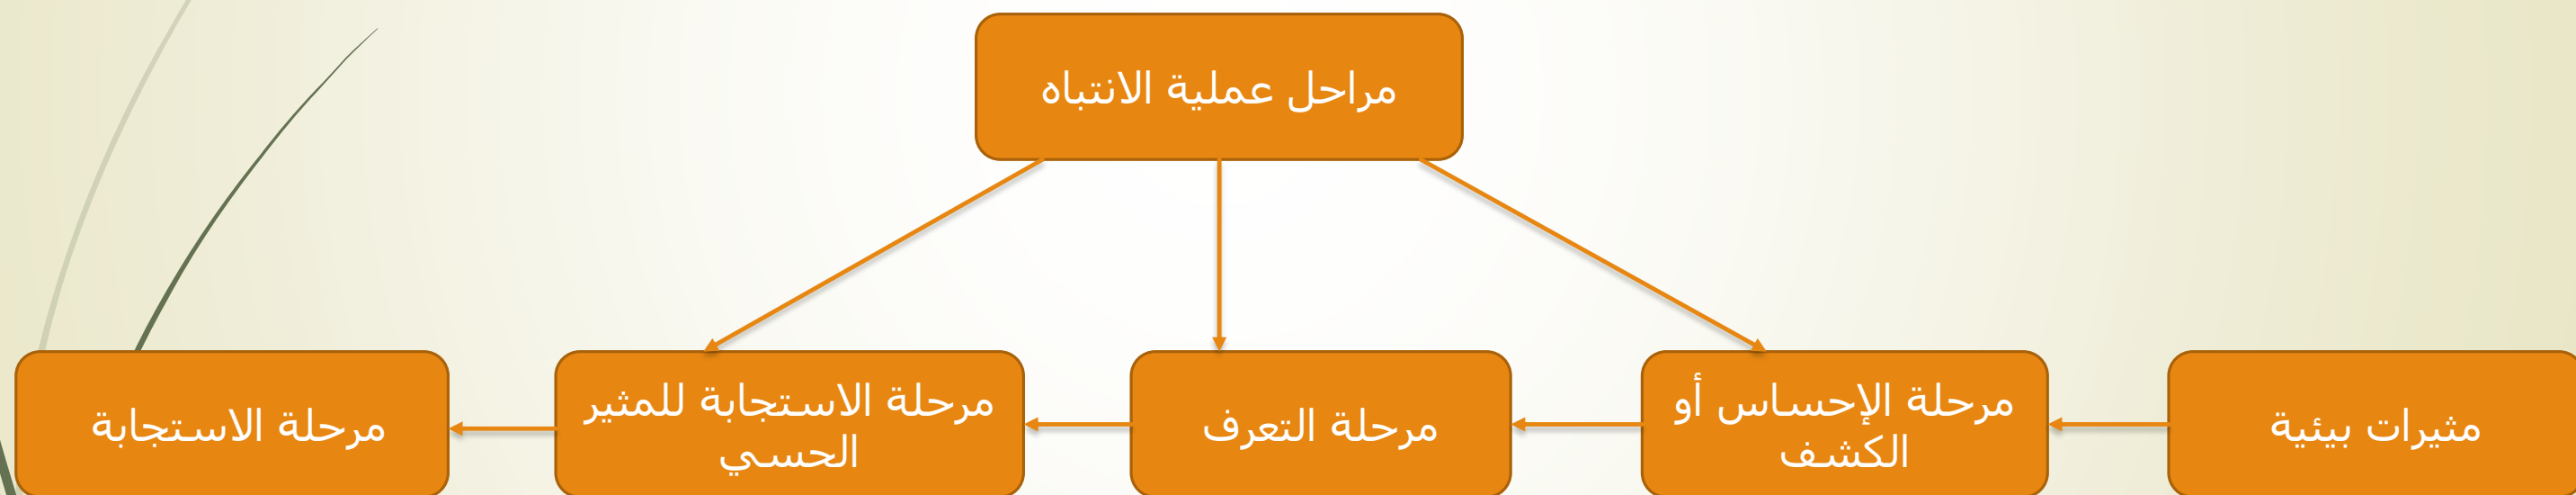 مراحل عملية الانتباه
مثيرات بيئية
مرحلة الإحساس أو
الكشف
مرحلة التعرف
مرحلة الاستجابة للمثير
الحسي
مرحلة الاستجابة